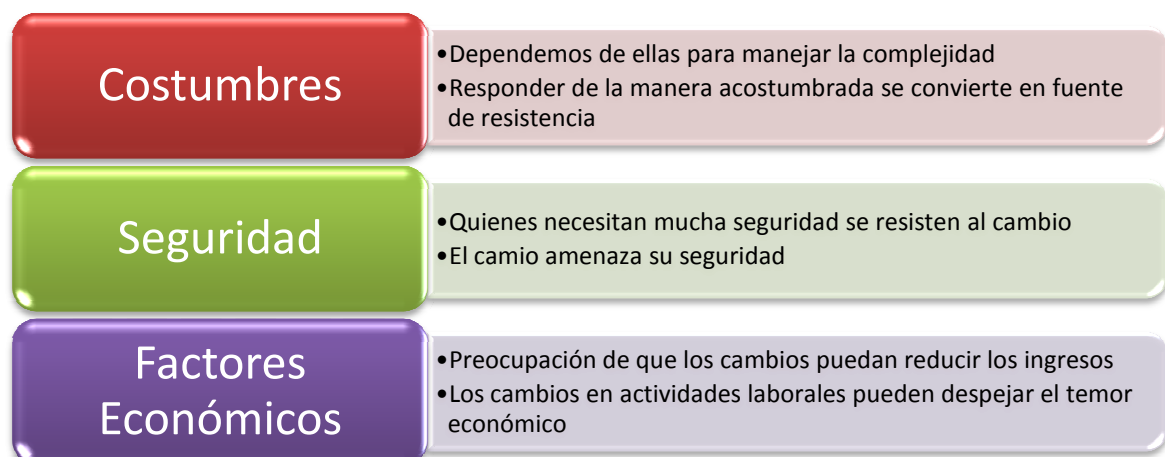 Costumbres
•Dependemos de ellas para manejar la complejidad
•Responder de la manera acostumbrada se convierte en fuente
de resistencia
Seguridad
•Quienes necesitan mucha seguridad se resisten al cambio
•El camio amenaza su seguridad
Factores
Económicos
•Preocupación de que los cambios puedan reducir los ingresos
•Los cambios en actividades laborales pueden despejar el temor
económico